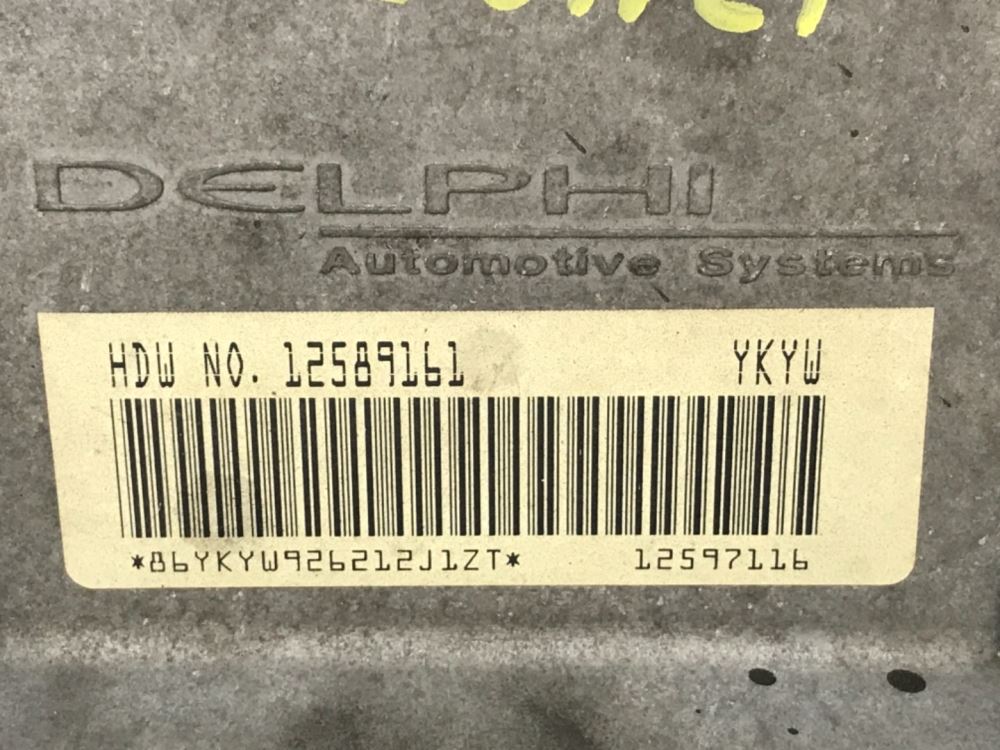 DELPHI
Automotive Systems
HDW NO. 12589161 YKYW
*86YKYW926212J1ZT* 12597116